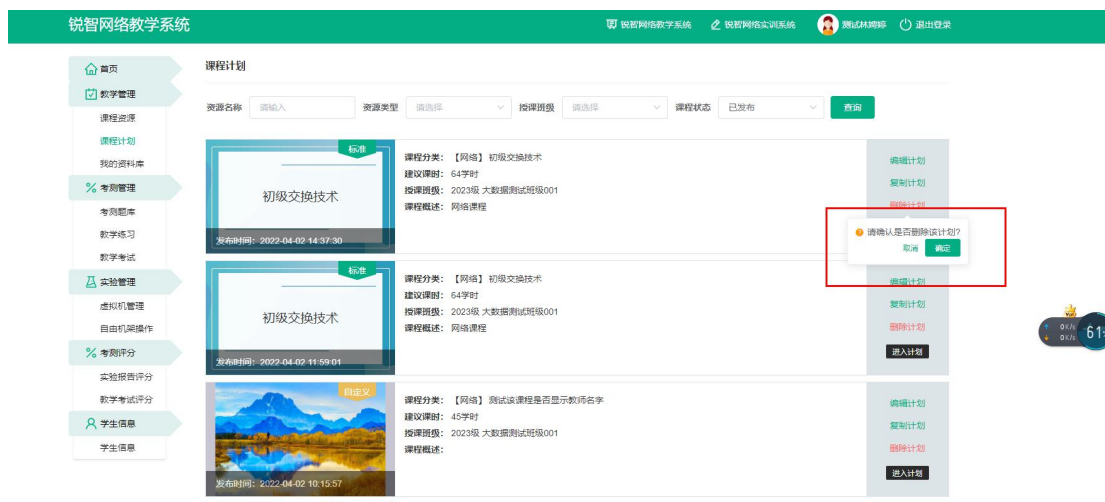 锐智网络教学系统
锐智网络教学系统 锐智网络实训系统 测试林婷婷 退出登录
首页
教学管理
课程资源
课程计划
我的资料库
考测管理
考测题库
教学练习
教学考试
实验管理
虚拟机管理
自由机架操作
考测评分
实验报告评分
教学考试评分
学生信息
学生信息
课程计划
资源名称 请输入 资源类型 请选择 授课班级 请选择 课程状态 已发布 查询
标准
初级交换技术
发布时间：2022-04-02 14:37:30
课程分类：【网络】初级交换技术
建议课时：64学时
授课班级：2023级 大数据测试班级001
课程概述：网络课程
编辑计划
复制计划
删除计划
请确认是否删除该计划?
取消 确定
标准
初级交换技术
发布时间：2022-04-02 11:59:01
课程分类：【网络】初级交换技术
建议课时：64学时
授课班级：2023级 大数据测试班级001
课程概述：网络课程
编辑计划
复制计划
删除计划
进入计划
自定义
发布时间：2022-04-02 10:15:57
课程分类：【网络】测试该课程是否显示教师名字
建议课时：45学时
授课班级：2023级 大数据测试班级001
课程概述：
编辑计划
复制计划
删除计划
进入计划
0K/s
0K/s
61